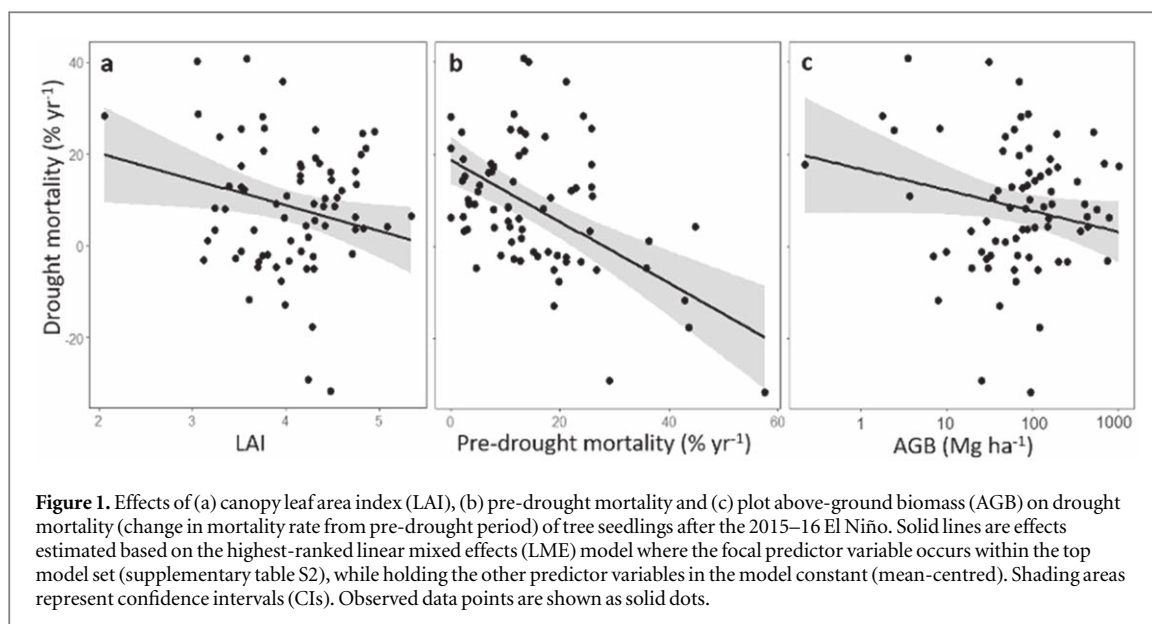 a
b
c
Drought mortality (% yr⁻¹)
40
20
0
-20
2
3
4
5
0
20
40
60
1
10
100
1000
LAI
Pre-drought mortality (% yr⁻¹)
AGB (Mg ha⁻¹)
Figure 1. Effects of (a) canopy leaf area index (LAI), (b) pre-drought mortality and (c) plot above-ground biomass (AGB) on drought
mortality (change in mortality rate from pre-drought period) of tree seedlings after the 2015–16 El Niño. Solid lines are effects
estimated based on the highest-ranked linear mixed effects (LME) model where the focal predictor variable occurs within the top
model set (supplementary table S2), while holding the other predictor variables in the model constant (mean-centred). Shading areas
represent confidence intervals (CIs). Observed data points are shown as solid dots.